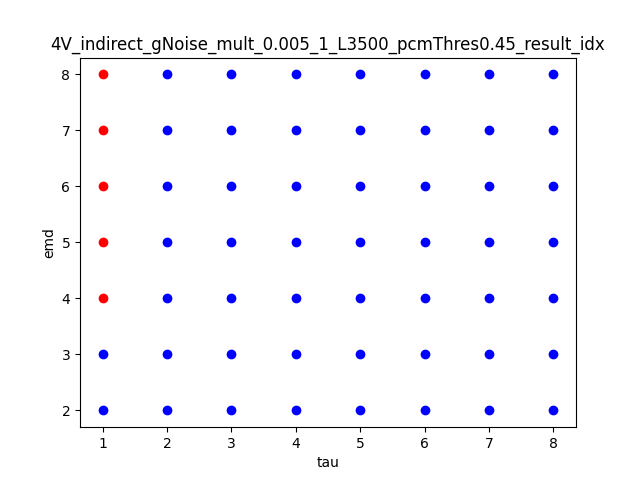 4V_indirect_gNoise_mult_0.005_1_L3500_pcmThres0.45_result_idx
8
7
6
5
4
3
2
emd
1 2 3 4 5 6 7 8
tau